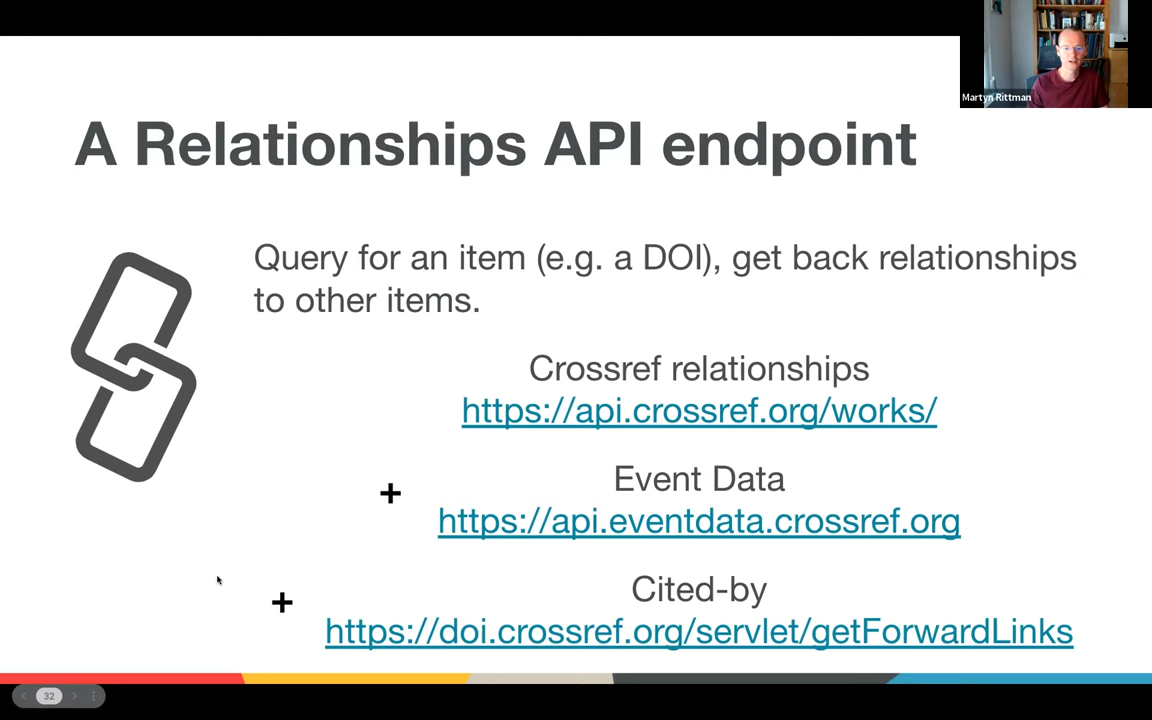 Martyn Rittman
A Relationships API endpoint
Query for an item (e.g. a DOI), get back relationships
to other items.
Crossref relationships
https://api.crossref.org/works/
+
Event Data
https://api.eventdata.crossref.org
+
Cited-by
https://doi.crossref.org/servlet/getForwardLinks
32